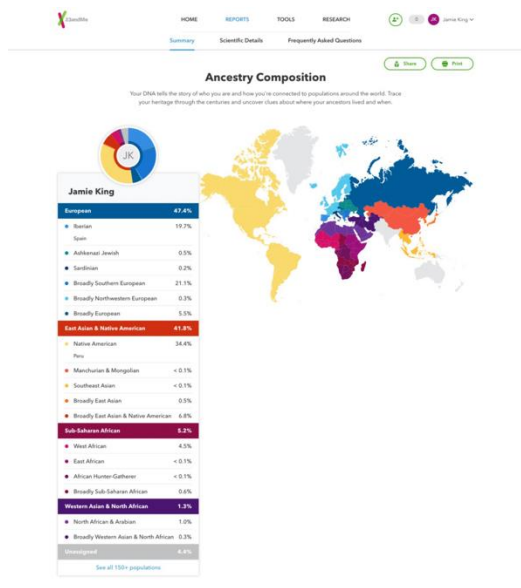 23andMe
HOME REPORTS TOOLS RESEARCH JK Jamie King
Summary Scientific Details Frequently Asked Questions
Share Print
Ancestry Composition
Your DNA tells the story of who you are and how you're connected to populations around the world. Trace
your heritage through the centuries and uncover clues about where your ancestors lived and when.
JK
Jamie King
European 47.4%
Iberian 19.7%
Spain
Ashkenazi Jewish 0.5%
Sardinian 0.2%
Broadly Southern European 21.1%
Broadly Northwestern European 0.3%
Broadly European 5.5%
East Asian & Native American 41.8%
Native American 34.4%
Peru
Manchurian & Mongolian < 0.1%
Southeast Asian < 0.1%
Broadly East Asian 0.5%
Broadly East Asian & Native American 6.8%
Sub-Saharan African 5.2%
West African 4.5%
East African < 0.1%
African Hunter-Gatherer < 0.1%
Broadly Sub-Saharan African 0.6%
Western Asian & North African 1.3%
North African & Arabian 1.0%
Broadly Western Asian & North African 0.3%
Unassigned 4.4%
See all 150+ populations